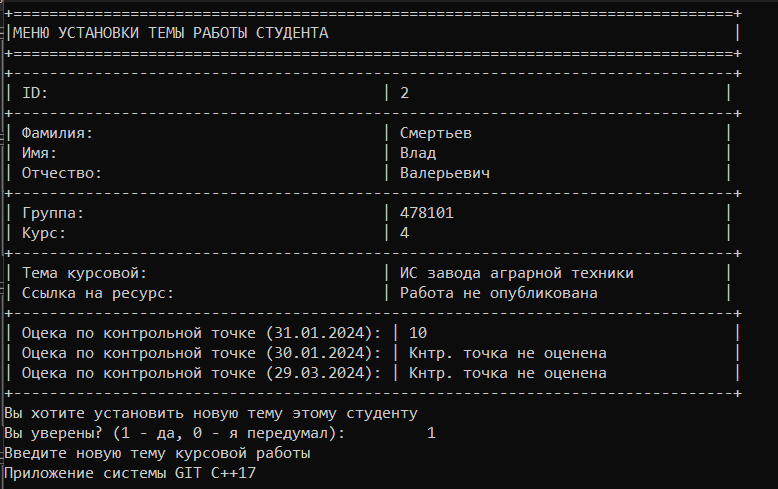 МЕНЮ УСТАНОВКИ ТЕМЫ РАБОТЫ СТУДЕНТА
ID: 2
Фамилия: Смертьев
Имя: Влад
Отчество: Валерьевич
Группа: 478101
Курс: 4
Тема курсовой: ИС завода аграрной техники
Ссылка на ресурс: Работа не опубликована
Оцека по контрольной точке (31.01.2024): 10
Оцека по контрольной точке (30.01.2024): Кнтр. точка не оценена
Оцека по контрольной точке (29.03.2024): Кнтр. точка не оценена
Вы хотите установить новую тему этому студенту
Вы уверены? (1 - да, 0 - я передумал): 1
Введите новую тему курсовой работы
Приложение системы GIT C++17